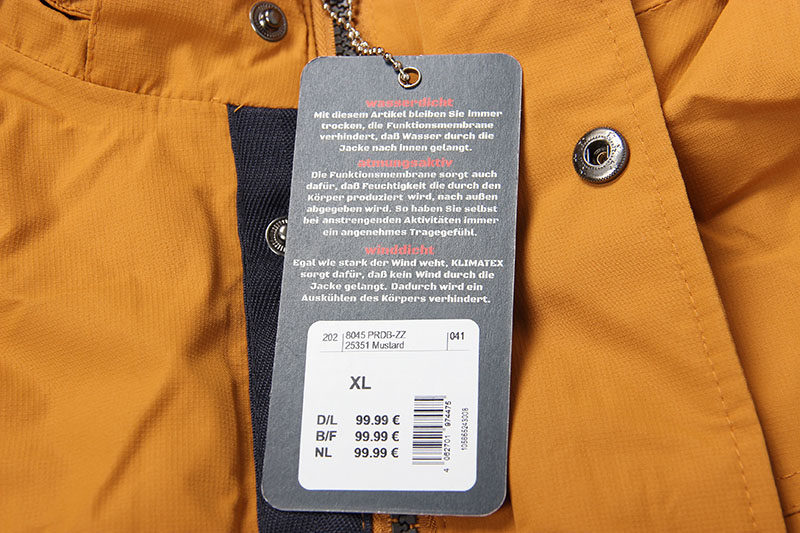 wasserdicht
Mit diesem Artikel bleiben Sie immer
trocken, die Funktionsmembrane
verhindert, daß Wasser durch die
Jacke nach innen gelangt.
atmungsaktiv
Die Funktionsmembrane sorgt auch
dafür, daß Feuchtigkeit die durch den
Körper produziert wird, nach außen
abgegeben wird. So haben Sie selbst
bei anstrengenden Aktivitäten immer
ein angenehmes Tragegefühl.
winddicht
Egal wie stark der Wind weht, KLIMATEX
sorgt dafür, daß kein Wind durch die
Jacke gelangt. Dadurch wird ein
Auskühlen des Körpers verhindert.
202 8045 PRDB-ZZ 041
25351 Mustard
XL
D/L 99.99 €
B/F 99.99 €
NL 99.99 €
4 062701 974475
105865243008